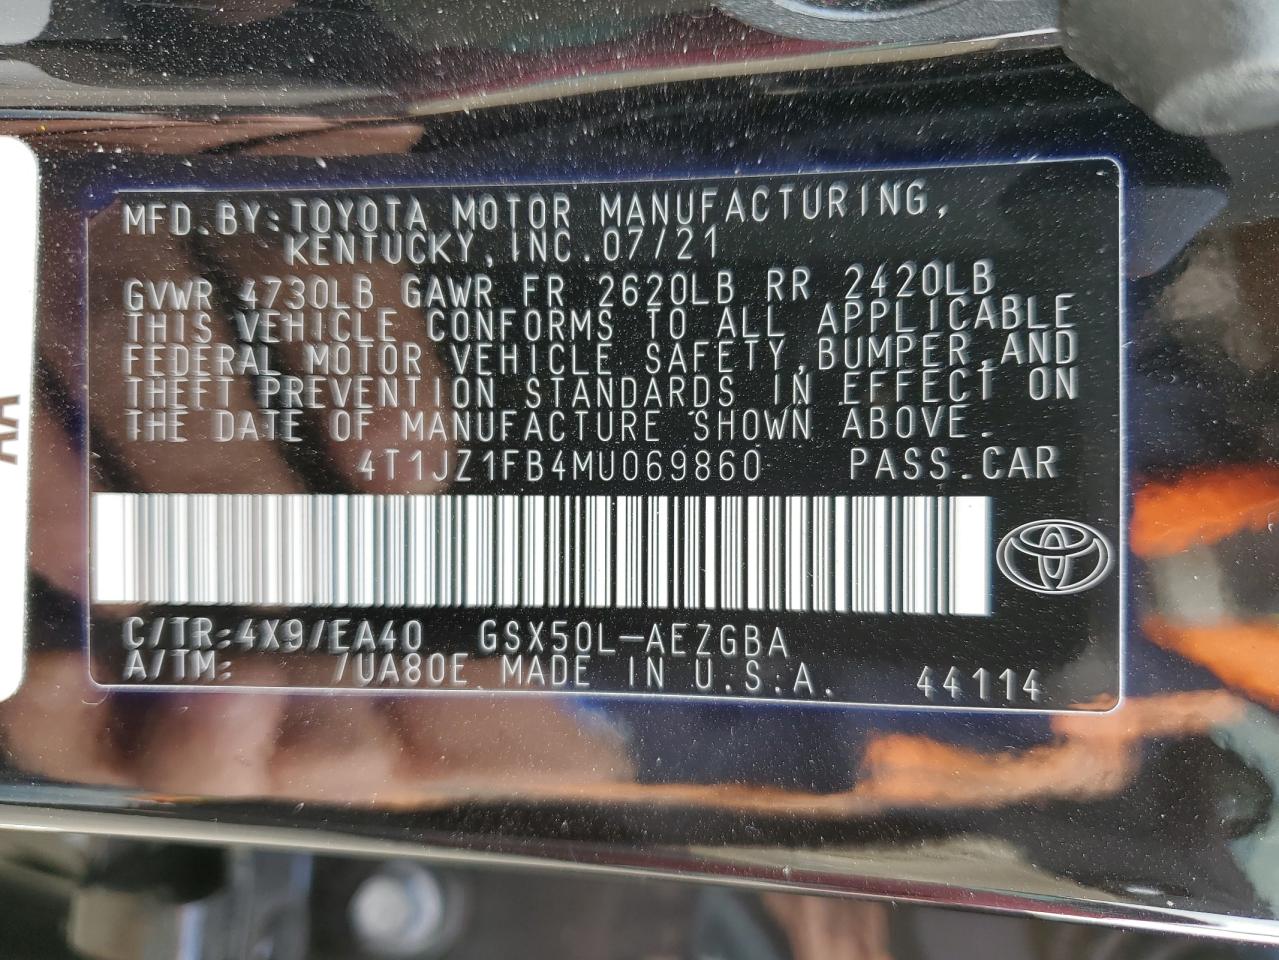 MFD.BY:TOYOTA MOTOR MANUFACTURING,
KENTUCKY,INC.07/21
GVWR 4730LB GAWR FR 2620LB RR 2420LB
THIS VEHICLE CONFORMS TO ALL APPLICABLE
FEDERAL MOTOR VEHICLE SAFETY,BUMPER,AND
THEFT PREVENTION STANDARDS IN EFFECT ON
THE DATE OF MANUFACTURE SHOWN ABOVE.
4T1JZ1FB4MU069860 PASS.CAR
C/TR:4X9/EA40 GSX50L-AEZGBA
A/TM: /UA80E MADE IN U.S.A. 44114